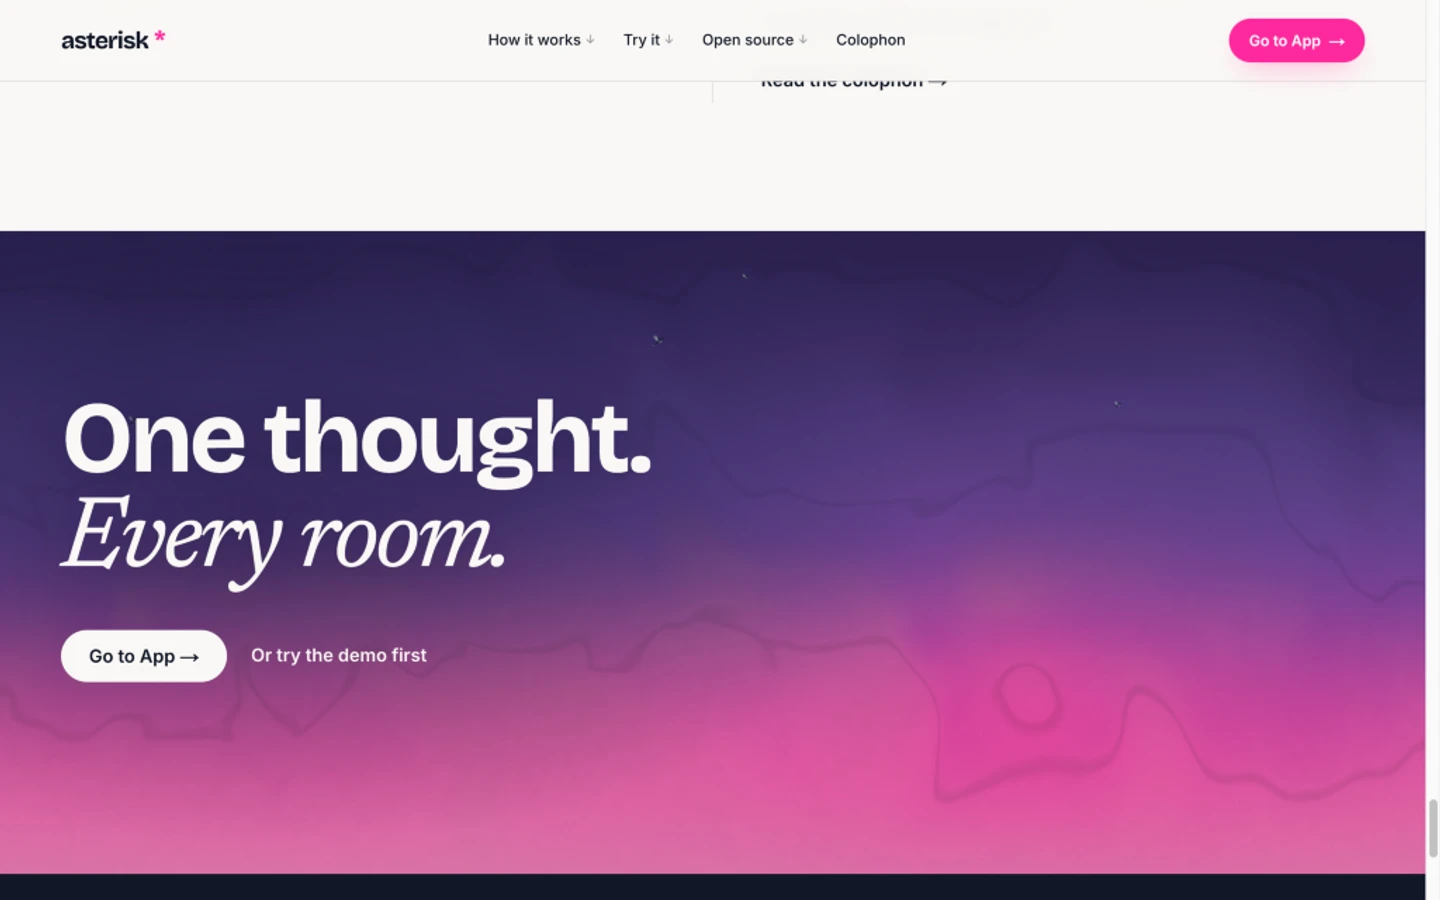 asterisk *
How it works ↓
Try it ↓
Open source ↓
Colophon
Go to App →
Read the colophon →
One thought.
Every room.
Go to App →
Or try the demo first